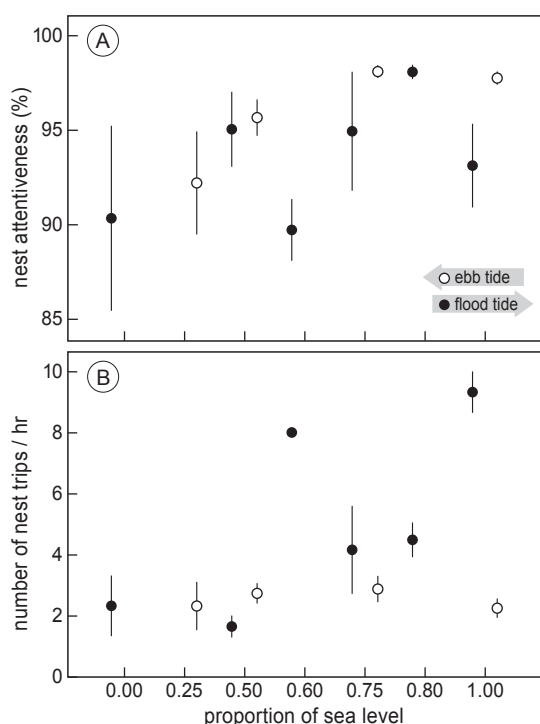 100
A
95
90
85
nest attentiveness (%)
ebb tide
flood tide
10
B
8
6
4
2
0
number of nest trips / hr
0.00 0.25 0.50 0.60 0.75 0.80 1.00
proportion of sea level